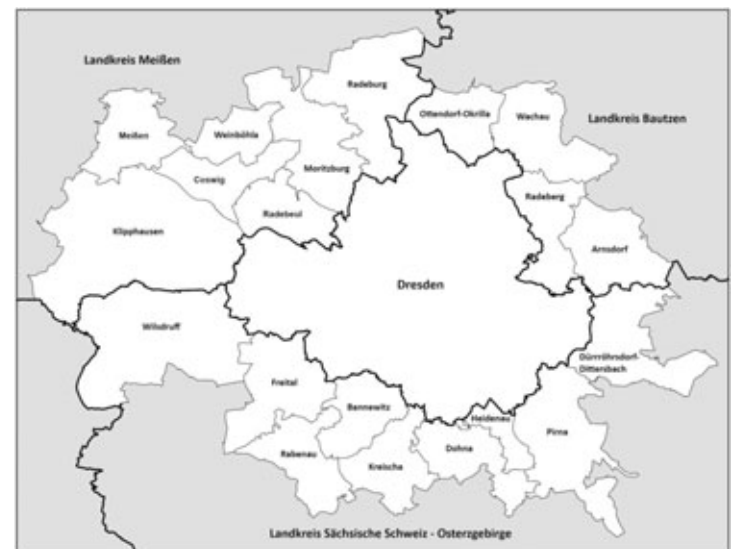 Landkreis Meißen
Radeburg
Ottendorf-Okrilla
Wachau
Landkreis Bautzen
Meißen
Weinböhla
Moritzburg
Coswig
Radeberg
Radebeul
Klipphausen
Arnsdorf
Dresden
Wilsdruff
Dürrröhrsdorf-
Dittersbach
Freital
Bannewitz
Heidenau
Pirna
Rabenau
Dohna
Kreischa
Landkreis Sächsische Schweiz - Osterzgebirge